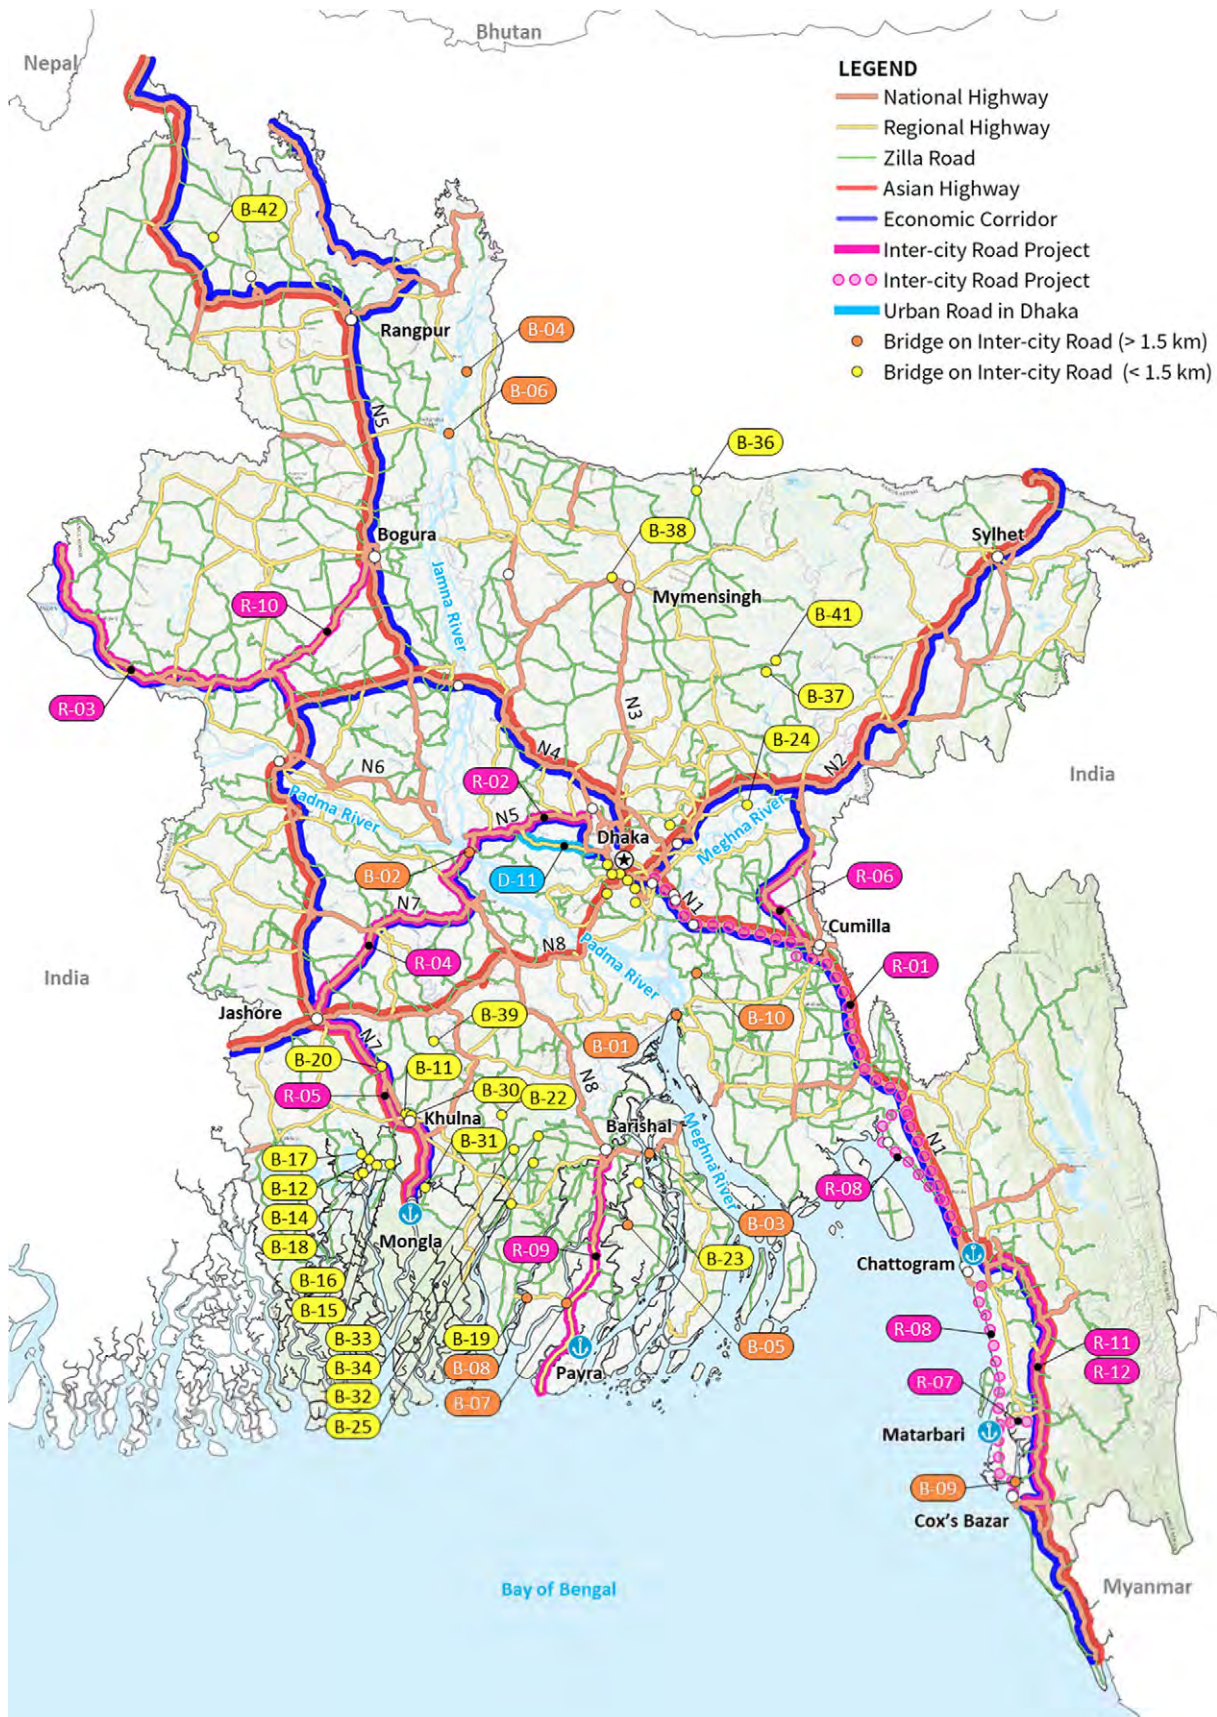 Bhutan
Nepal
LEGEND
National Highway
Regional Highway
Zilla Road
Asian Highway
Economic Corridor
Inter-city Road Project
Inter-city Road Project
Urban Road in Dhaka
Bridge on Inter-city Road (> 1.5 km)
Bridge on Inter-city Road (< 1.5 km)
B-42
Rangpur
B-04
B-06
N5
B-36
Bogura
B-38
Sylhet
Jamna River
Mymensingh
R-10
B-41
R-03
B-37
N3
B-24
N4
N2
N6
India
R-02
Padma River
N5
Dhaka
Meghna River
B-02
D-11
R-06
N7
N1
Cumilla
N8
Padma River
R-04
R-01
India
Jashore
B-10
B-39
N7
B-01
B-20
B-11
R-05
B-30
B-22
N8
Khulna
Barishal
B-31
Meghna River
N1
B-17
B-12
R-08
B-14
B-03
Mongla
B-18
R-09
B-23
Chattogram
B-16
B-15
B-33
B-19
R-08
B-05
R-11
B-34
B-08
Payra
R-12
R-07
B-32
B-07
B-25
Matarbari
B-09
Cox's Bazar
Bay of Bengal
Myanmar